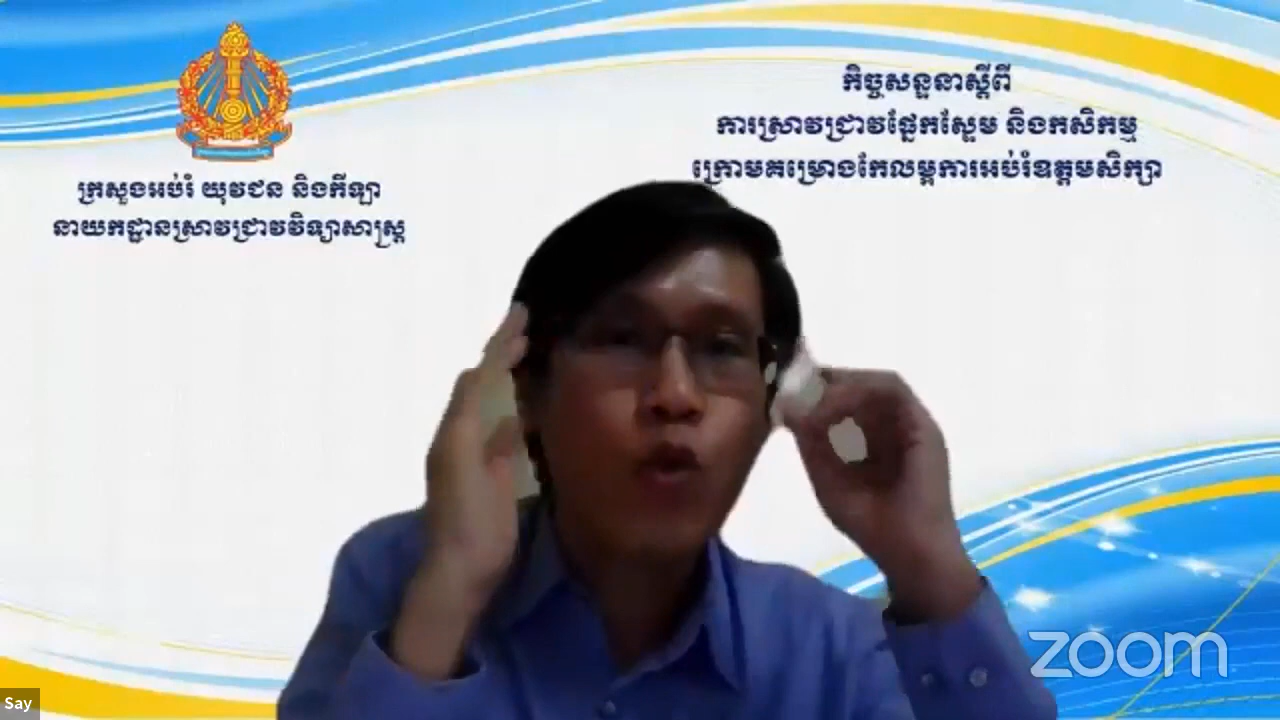 ក្រសួងអប់រំ យុវជន និងកីឡា
នាយកដ្ឋានស្រាវជ្រាវវិទ្យាសាស្ត្រ
កិច្ចសន្ទនាស្តីពី
ការស្រាវជ្រាវផ្នែកស្ទែម និងកសិកម្ម
ក្រោមគម្រោងកែលម្អការអប់រំឧត្តមសិក្សា
zoom
Say